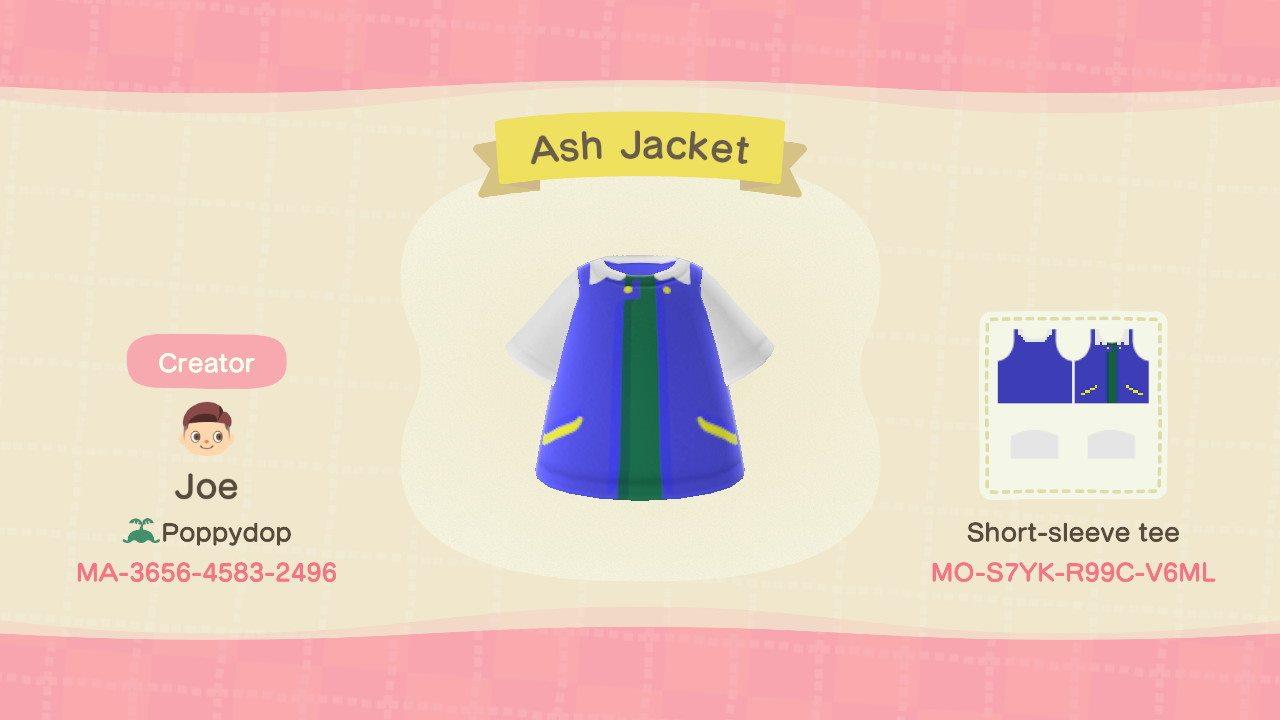 Ash Jacket
Creator
Joe
Poppydop
MA-3656-4583-2496
Short-sleeve tee
MO-S7YK-R99C-V6ML